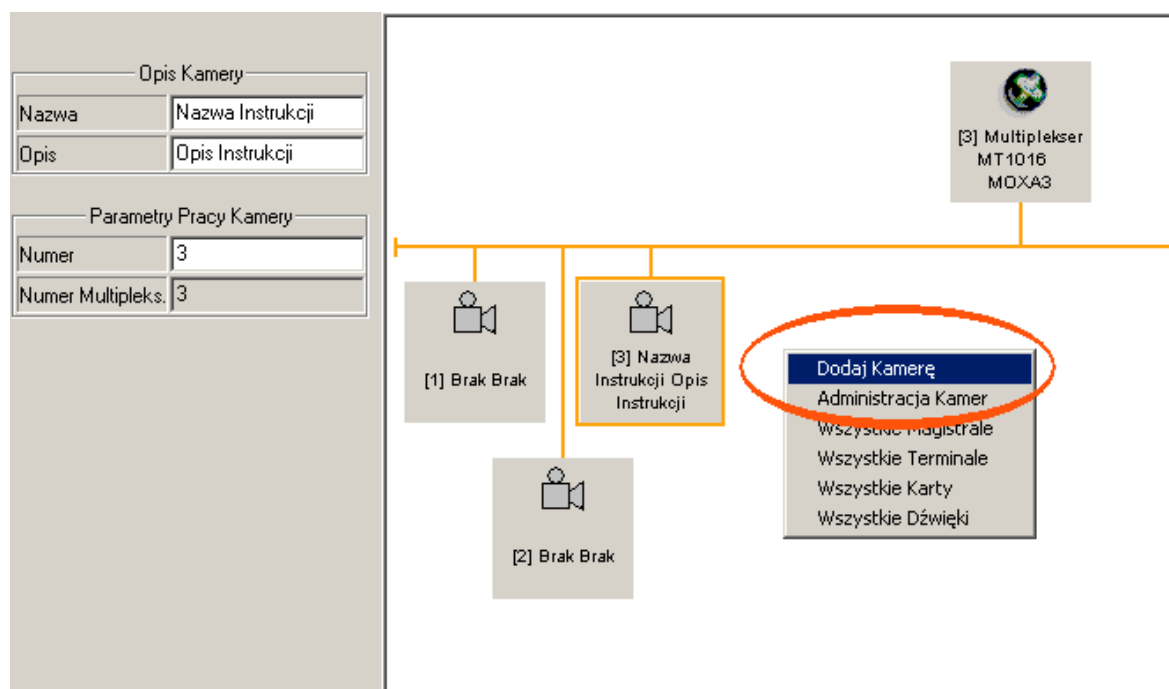 Opis Kamery
Nazwa Nazwa Instrukcji
Opis Opis Instrukcji
Parametry Pracy Kamery
Numer 3
Numer Multipleks. 3
[3] Multiplekser
MT1016
MOXA3
[1] Brak Brak
[3] Nazwa
Instrukcji Opis
Instrukcji
[2] Brak Brak
Dodaj Kamerę
Administracja Kamer
Wszystkie Magistrale
Wszystkie Terminale
Wszystkie Karty
Wszystkie Dźwięki